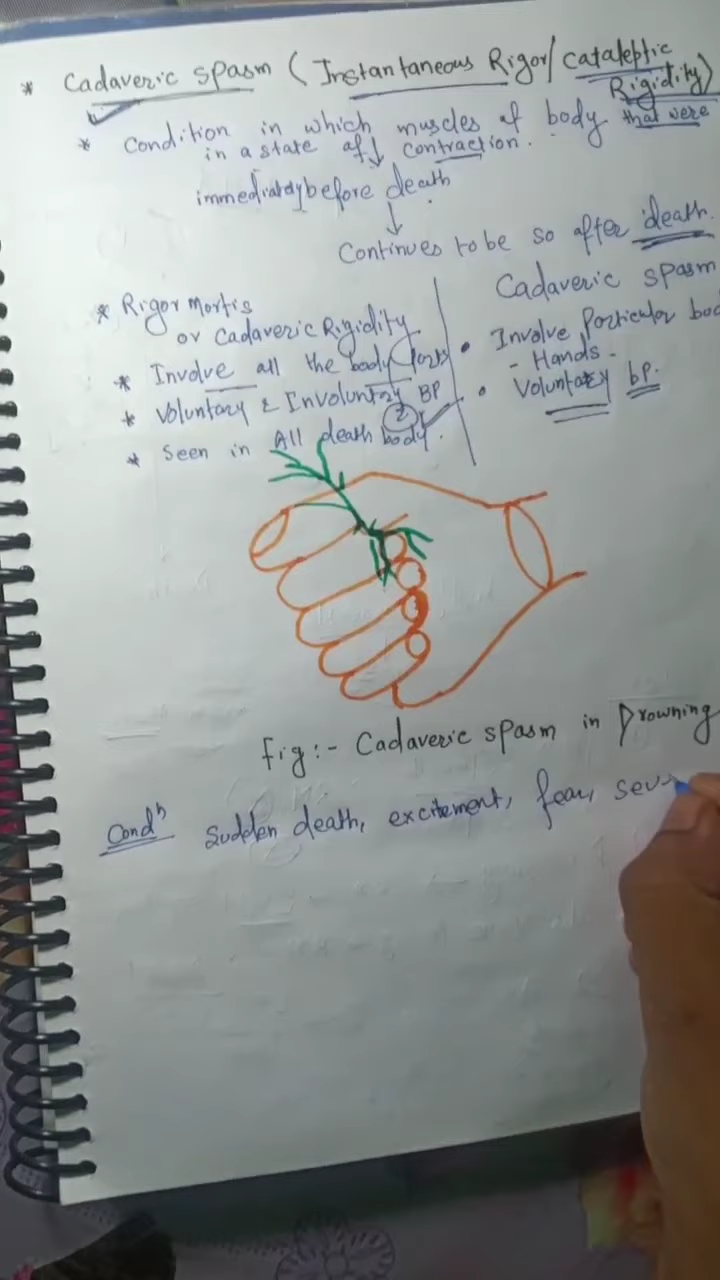 * Cadaveric spasm (Instantaneous Rigor/cataleptic
Rigidity)
* Condition in which muscles of body that were
in a state of contraction.
immediately before death
Continues to be so after death.
* Rigor mortis
or Cadaveric Rigidity
* Involve all the body parts
* Voluntary & Involuntary BP
* Seen in All death body.
2
Cadaveric spasm
• Involve Particular bod
- Hands -
• Voluntary bp.
Fig:- Cadaveric spasm in Drowning
Condn Sudden death, excitement, fear, sev